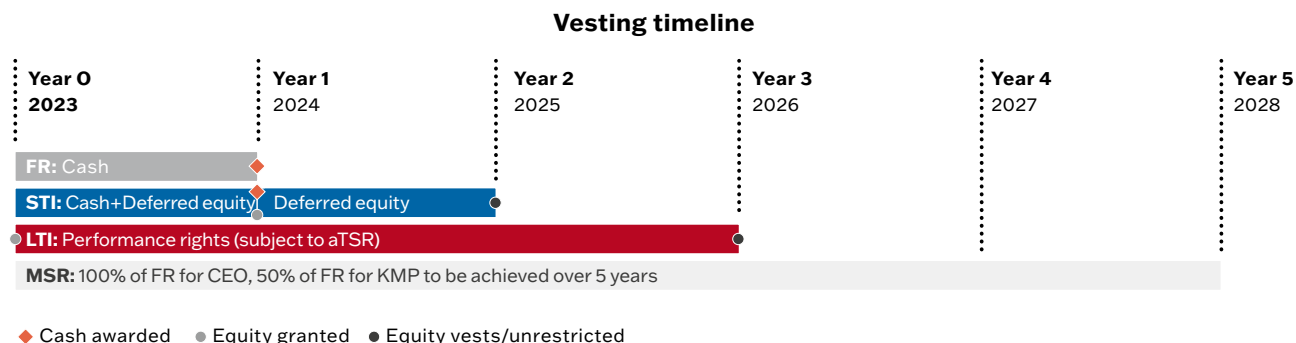 Vesting timeline
Year 0 Year 1 Year 2 Year 3 Year 4 Year 5
2023 2024 2025 2026 2027 2028
FR: Cash
STI: Cash+Deferred equity Deferred equity
LTI: Performance rights (subject to aTSR)
MSR: 100% of FR for CEO, 50% of FR for KMP to be achieved over 5 years
Cash awarded Equity granted Equity vests/unrestricted